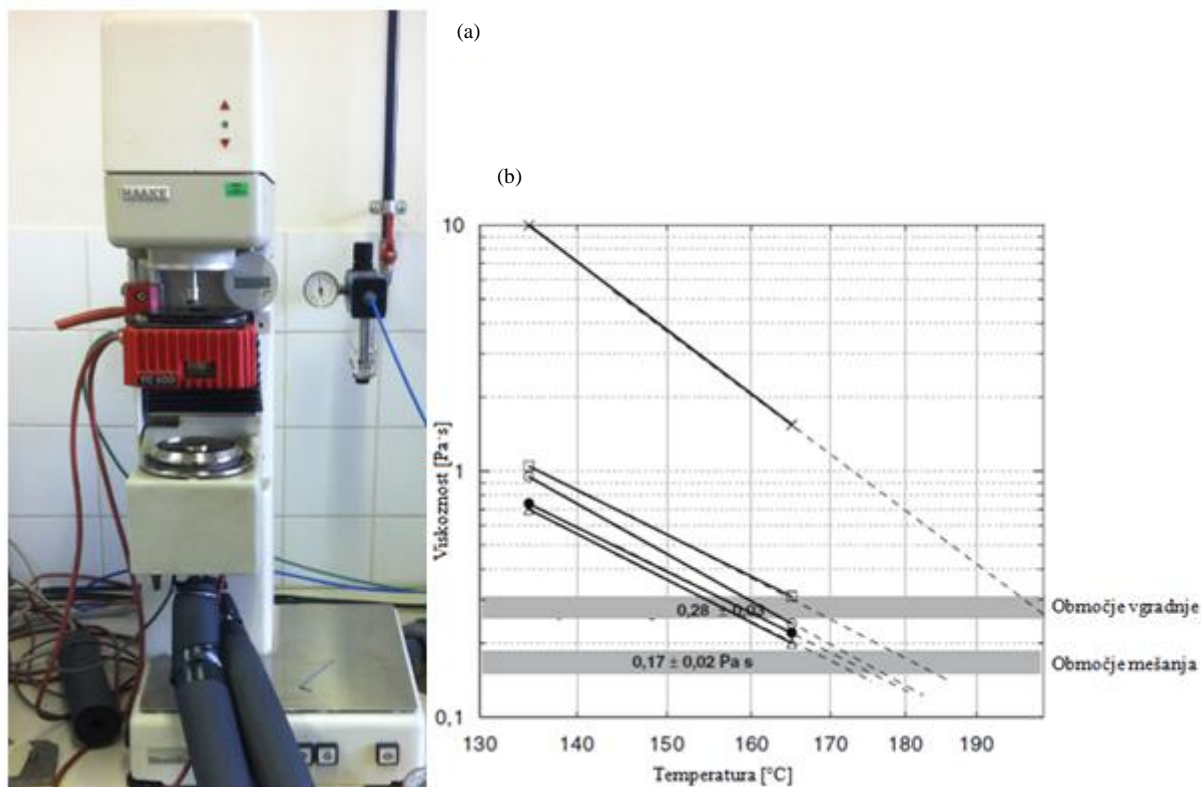 (a)
HAAKE
(b)
10
1
0,1
Viskoznost [Pa·s]
0,28 ± 0,03
0,17 ± 0,02 Pa s
Območje vgradnje
Območje mešanja
130 140 150 160 170 180 190
Temperatura [°C]